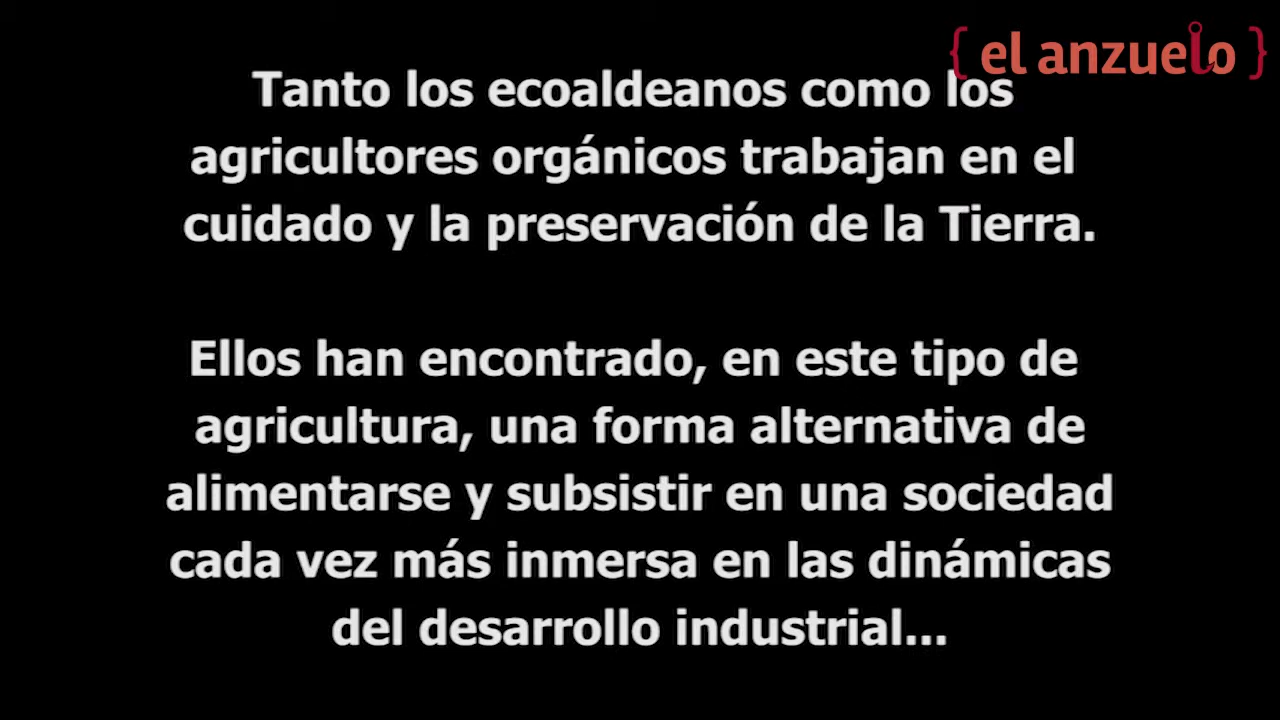 { el anzuelo }
Tanto los ecoaldeanos como los
agricultores orgánicos trabajan en el
cuidado y la preservación de la Tierra.
Ellos han encontrado, en este tipo de
agricultura, una forma alternativa de
alimentarse y subsistir en una sociedad
cada vez más inmersa en las dinámicas
del desarrollo industrial...